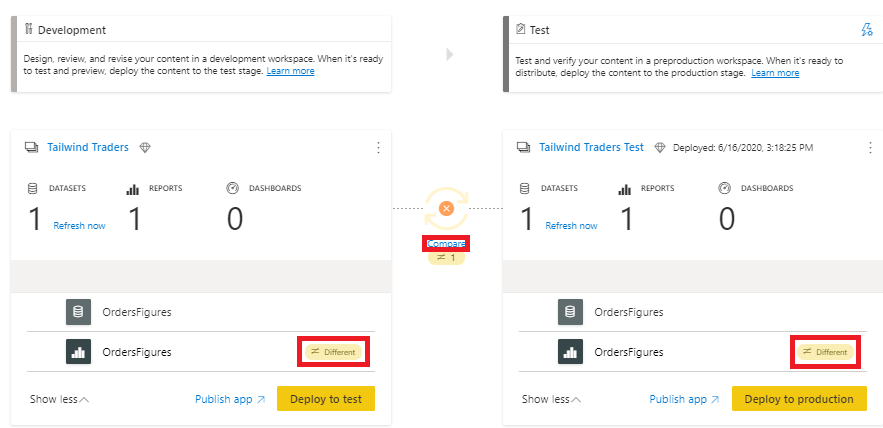 Development
Design, review, and revise your content in a development workspace. When it's ready
to test and preview, deploy the content to the test stage. Learn more
Test
Test and verify your content in a preproduction workspace. When it's ready to
distribute, deploy the content to the production stage. Learn more
Tailwind Traders
DATASETS REPORTS DASHBOARDS
1 Refresh now 1 0
Compare
≠ 1
OrdersFigures
OrdersFigures ≠ Different
Show less Publish app Deploy to test
Tailwind Traders Test Deployed: 6/16/2020, 3:18:25 PM
DATASETS REPORTS DASHBOARDS
1 Refresh now 1 0
OrdersFigures
OrdersFigures ≠ Different
Show less Publish app Deploy to production